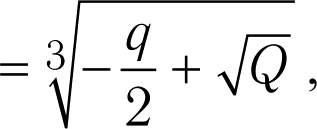 = \sqrt[3]{-\frac{q}{2} + \sqrt{Q}} ,